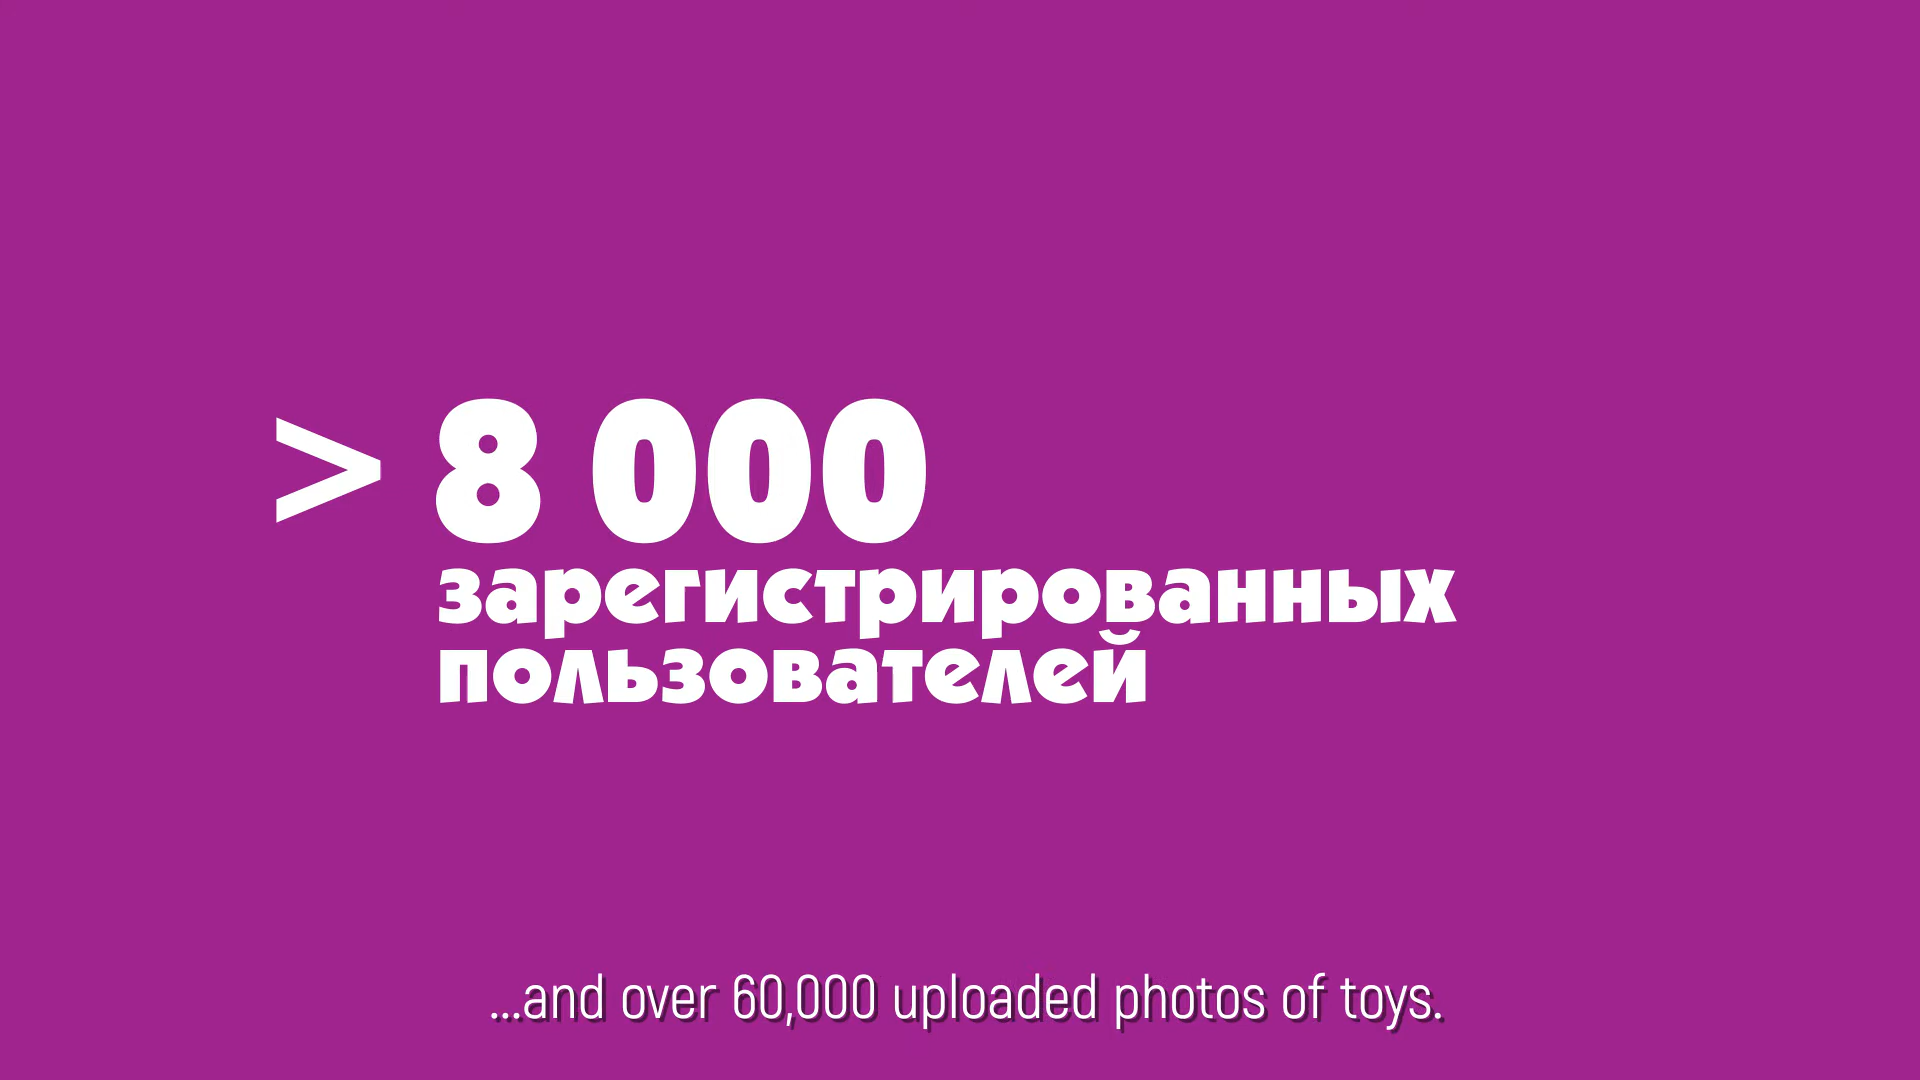 > 8 000
зарегистрированных
пользователей
...and over 60,000 uploaded photos of toys.